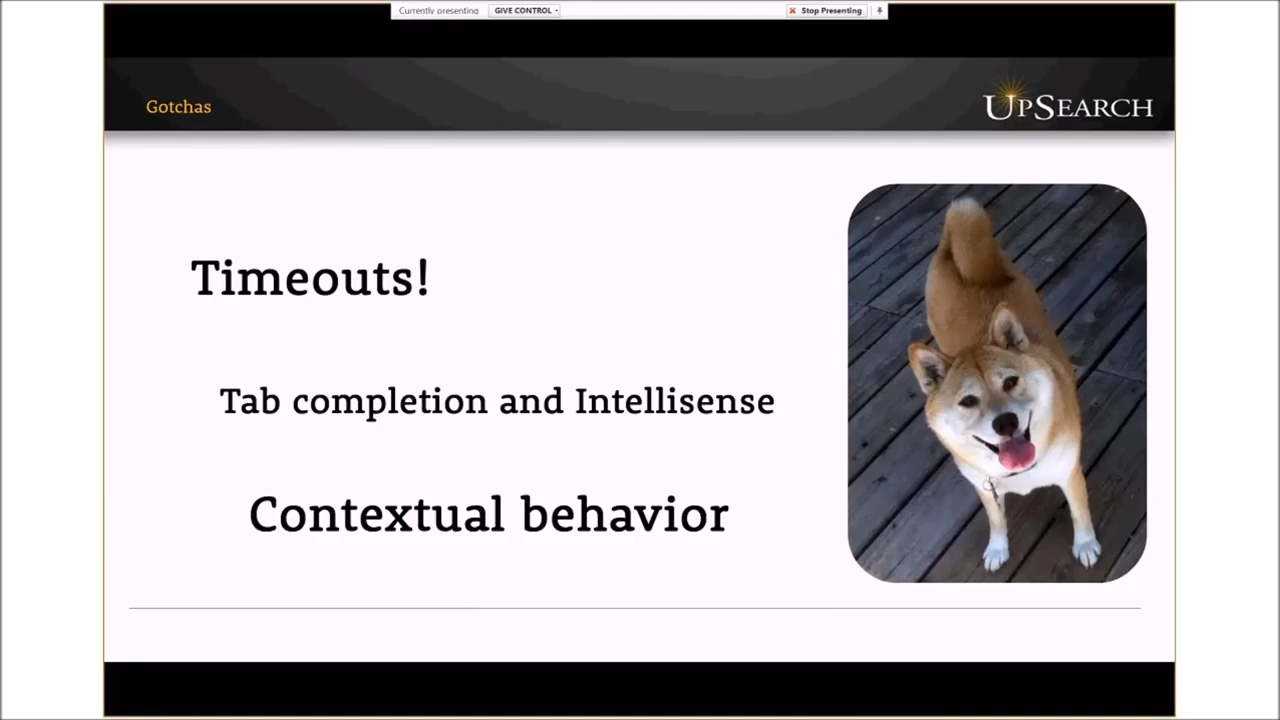 Currently presenting GIVE CONTROL Stop Presenting
Gotchas
UPSEARCH
Timeouts!
Tab completion and Intellisense
Contextual behavior